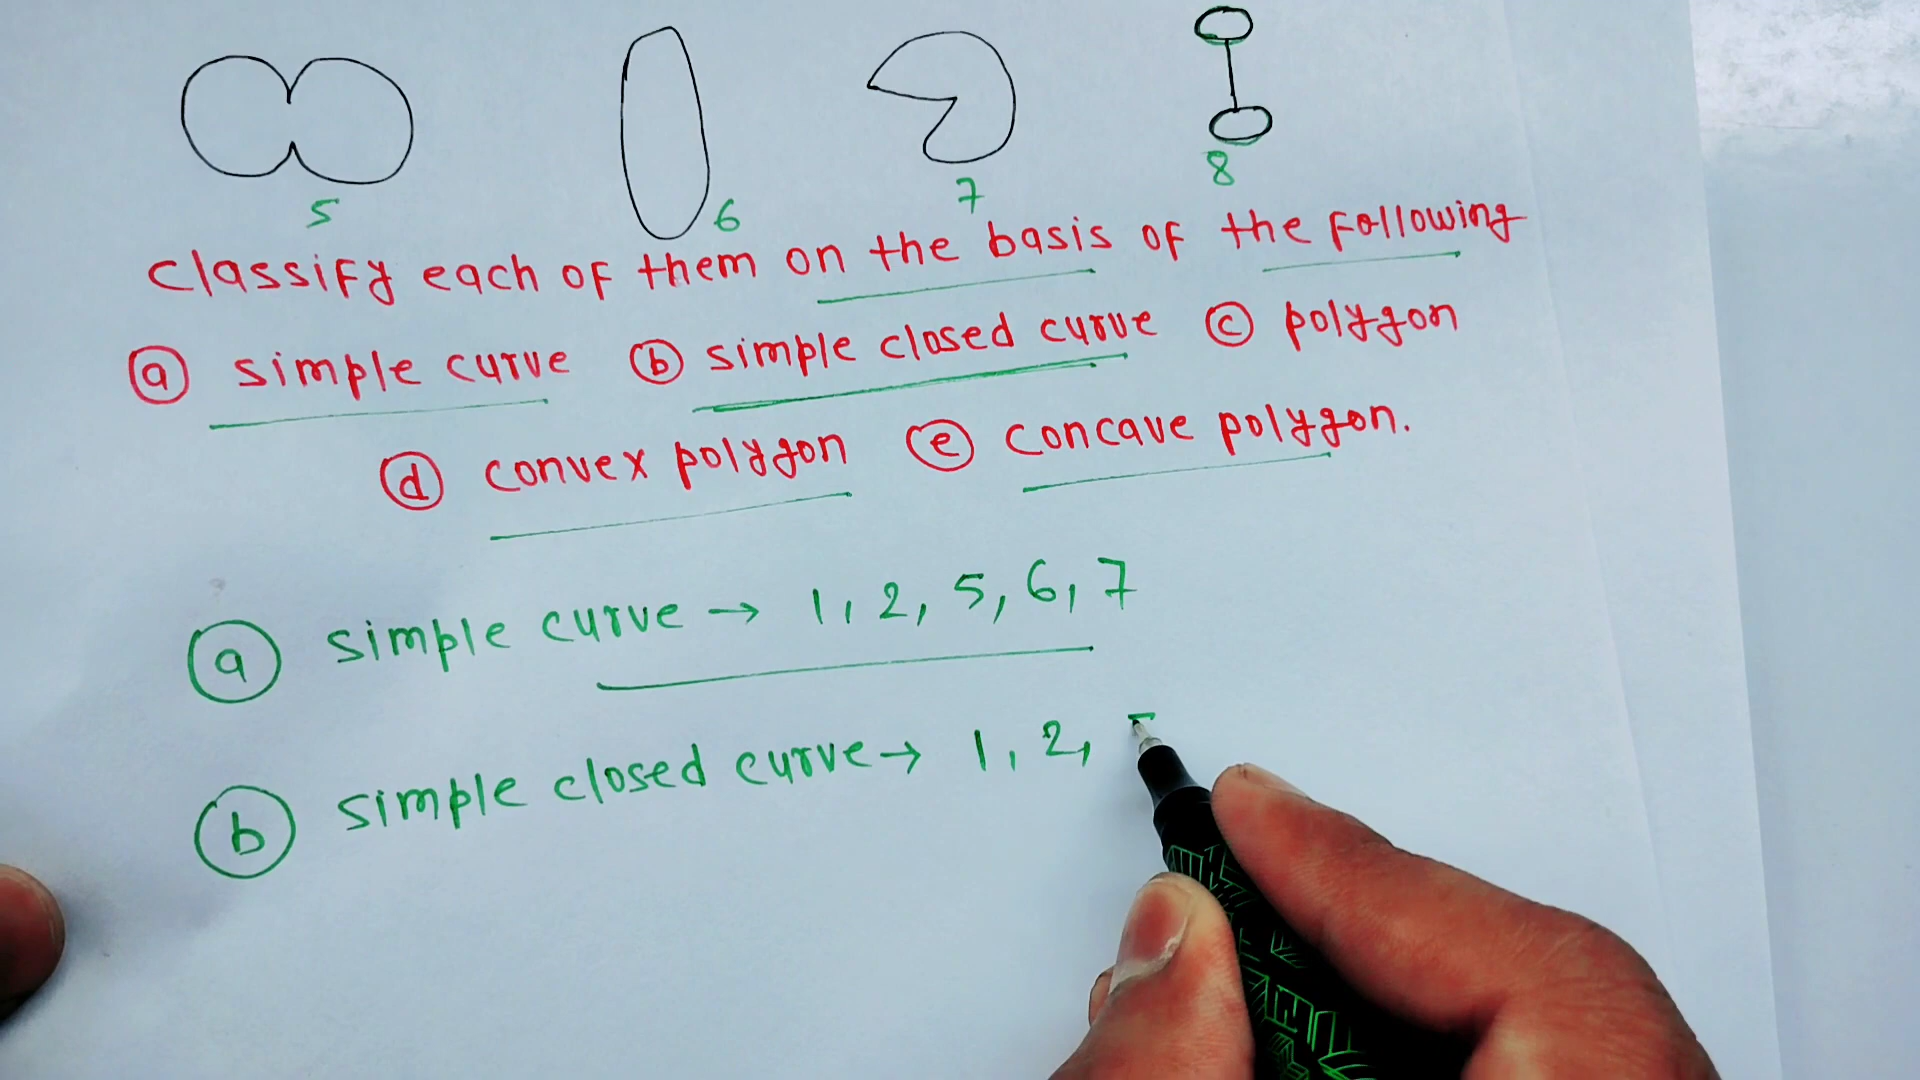 5 6 7 8
Classify each of them on the basis of the following
(a) simple curve (b) simple closed curve (c) polygon
(d) convex polygon (e) concave polygon.
(a) simple curve → 1, 2, 5, 6, 7
(b) simple closed curve → 1, 2,